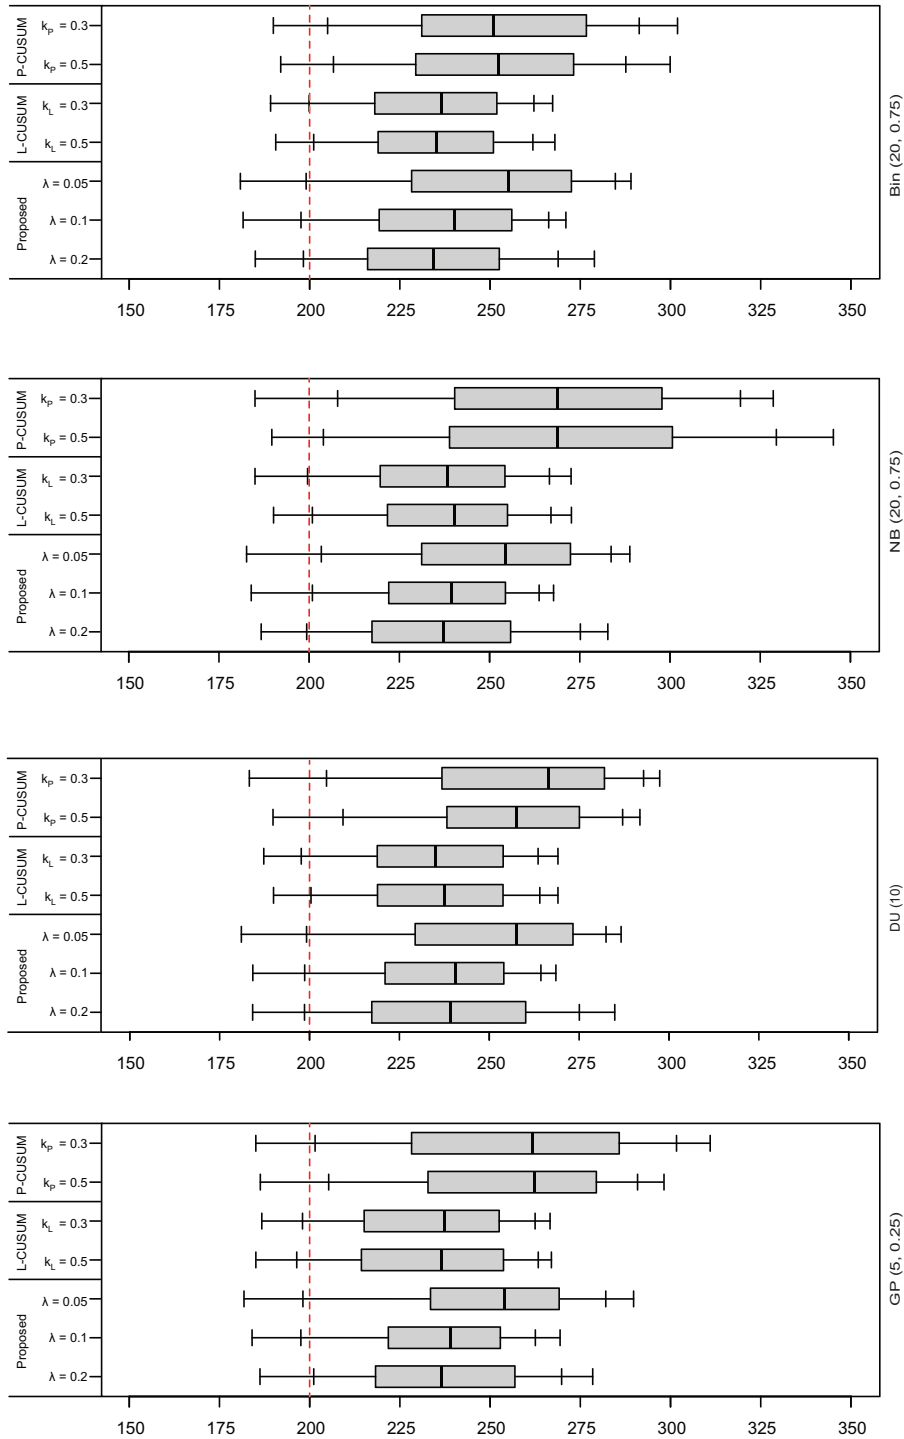 P-CUSUM
k_P = 0.3
k_P = 0.5
L-CUSUM
k_L = 0.3
k_L = 0.5
Proposed
λ = 0.05
λ = 0.1
λ = 0.2
Bin (20, 0.75)
150 175 200 225 250 275 300 325 350
P-CUSUM
k_P = 0.3
k_P = 0.5
L-CUSUM
k_L = 0.3
k_L = 0.5
Proposed
λ = 0.05
λ = 0.1
λ = 0.2
NB (20, 0.75)
150 175 200 225 250 275 300 325 350
P-CUSUM
k_P = 0.3
k_P = 0.5
L-CUSUM
k_L = 0.3
k_L = 0.5
Proposed
λ = 0.05
λ = 0.1
λ = 0.2
DU (10)
150 175 200 225 250 275 300 325 350
P-CUSUM
k_P = 0.3
k_P = 0.5
L-CUSUM
k_L = 0.3
k_L = 0.5
Proposed
λ = 0.05
λ = 0.1
λ = 0.2
GP (5, 0.25)
150 175 200 225 250 275 300 325 350